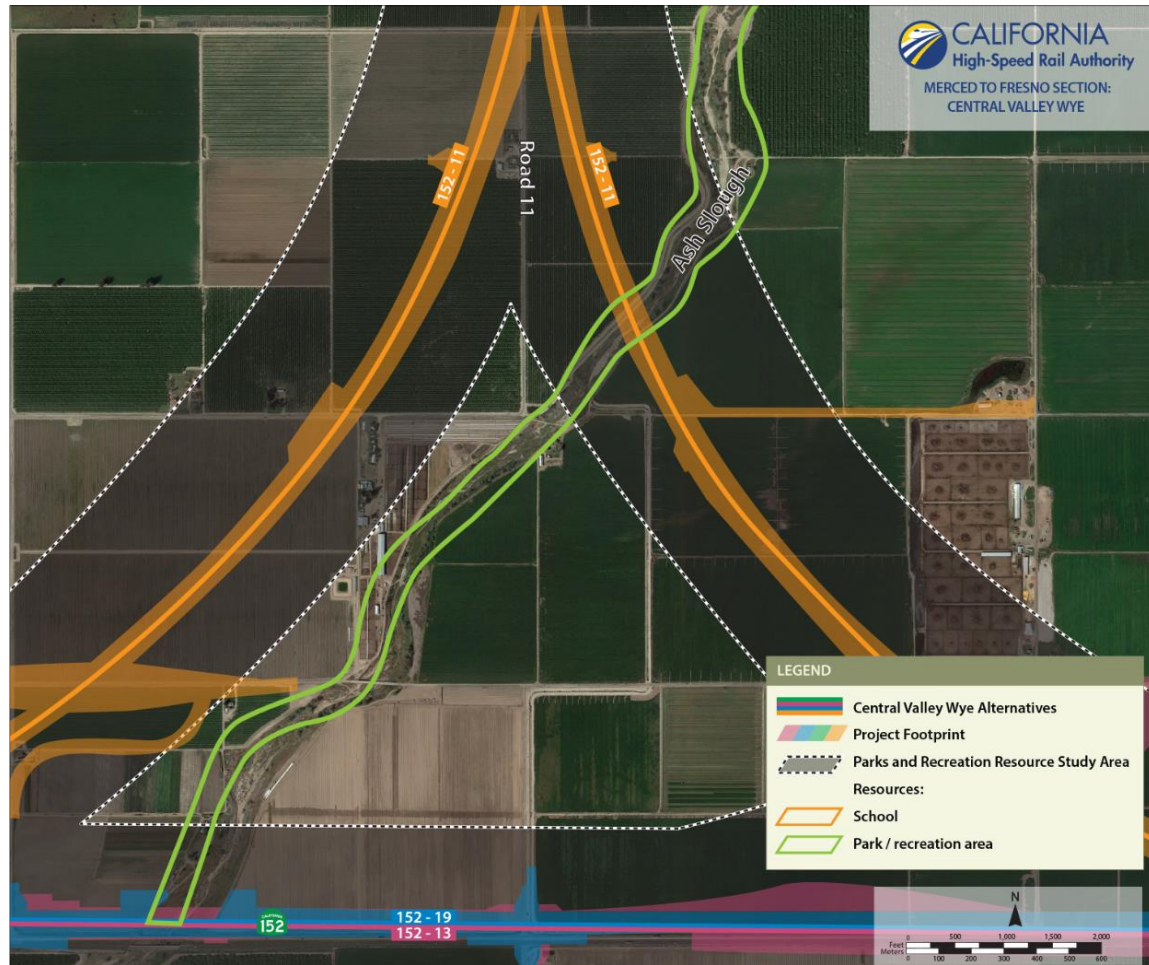 CALIFORNIA
High-Speed Rail Authority
MERCED TO FRESNO SECTION:
CENTRAL VALLEY WYE
152 - 11
Road 11
152 - 11
Ash Slough
LEGEND
Central Valley Wye Alternatives
Project Footprint
Parks and Recreation Resource Study Area
Resources:
School
Park / recreation area
CALIFORNIA
152
152 - 19
152 - 13
N
0 500 1,000 1,500 2,000
Feet
Meters
0 100 200 300 400 500 600